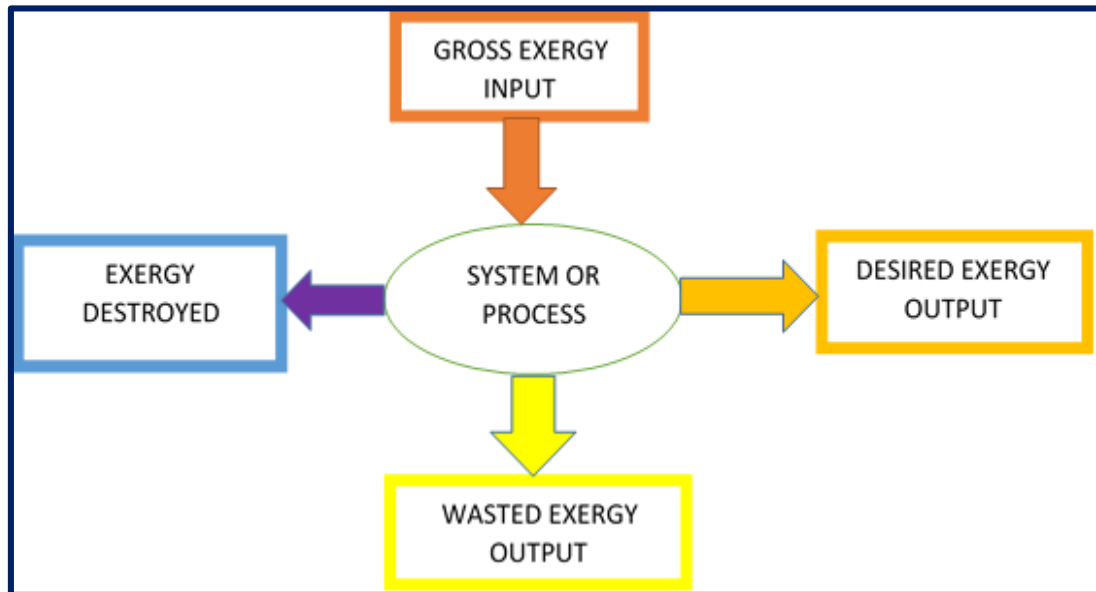 GROSS EXERGY
INPUT
EXERGY
DESTROYED
SYSTEM OR
PROCESS
DESIRED EXERGY
OUTPUT
WASTED EXERGY
OUTPUT